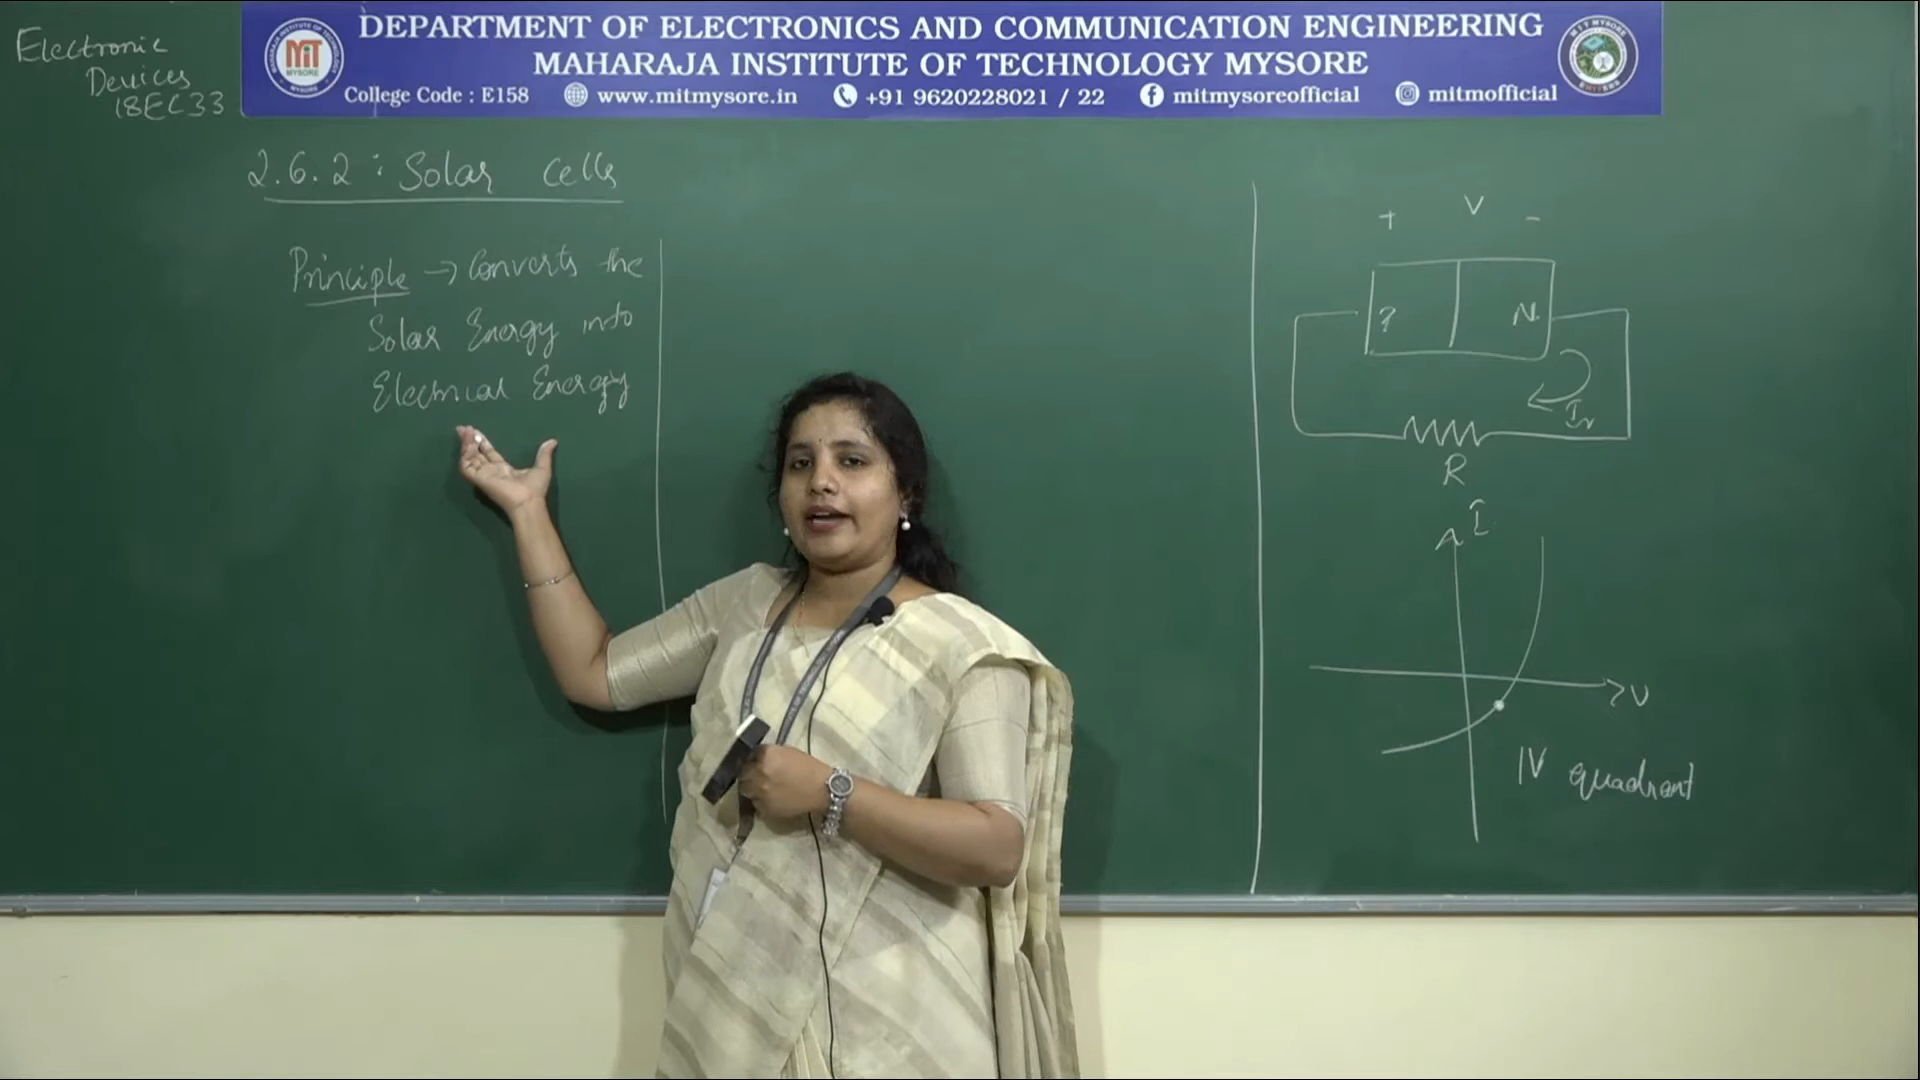 DEPARTMENT OF ELECTRONICS AND COMMUNICATION ENGINEERING
MAHARAJA INSTITUTE OF TECHNOLOGY MYSORE
College Code : E158 www.mitmysore.in +91 9620228021 / 22 mitmysoreofficial mitmofficial
MIT
MYSORE
Electronic
Devices
18EC33
2.6.2 : Solar cells
Principle → Converts the
Solar Energy into
Electrical Energy
+ V -
P N
Ir
R
I
V
IV quadrant